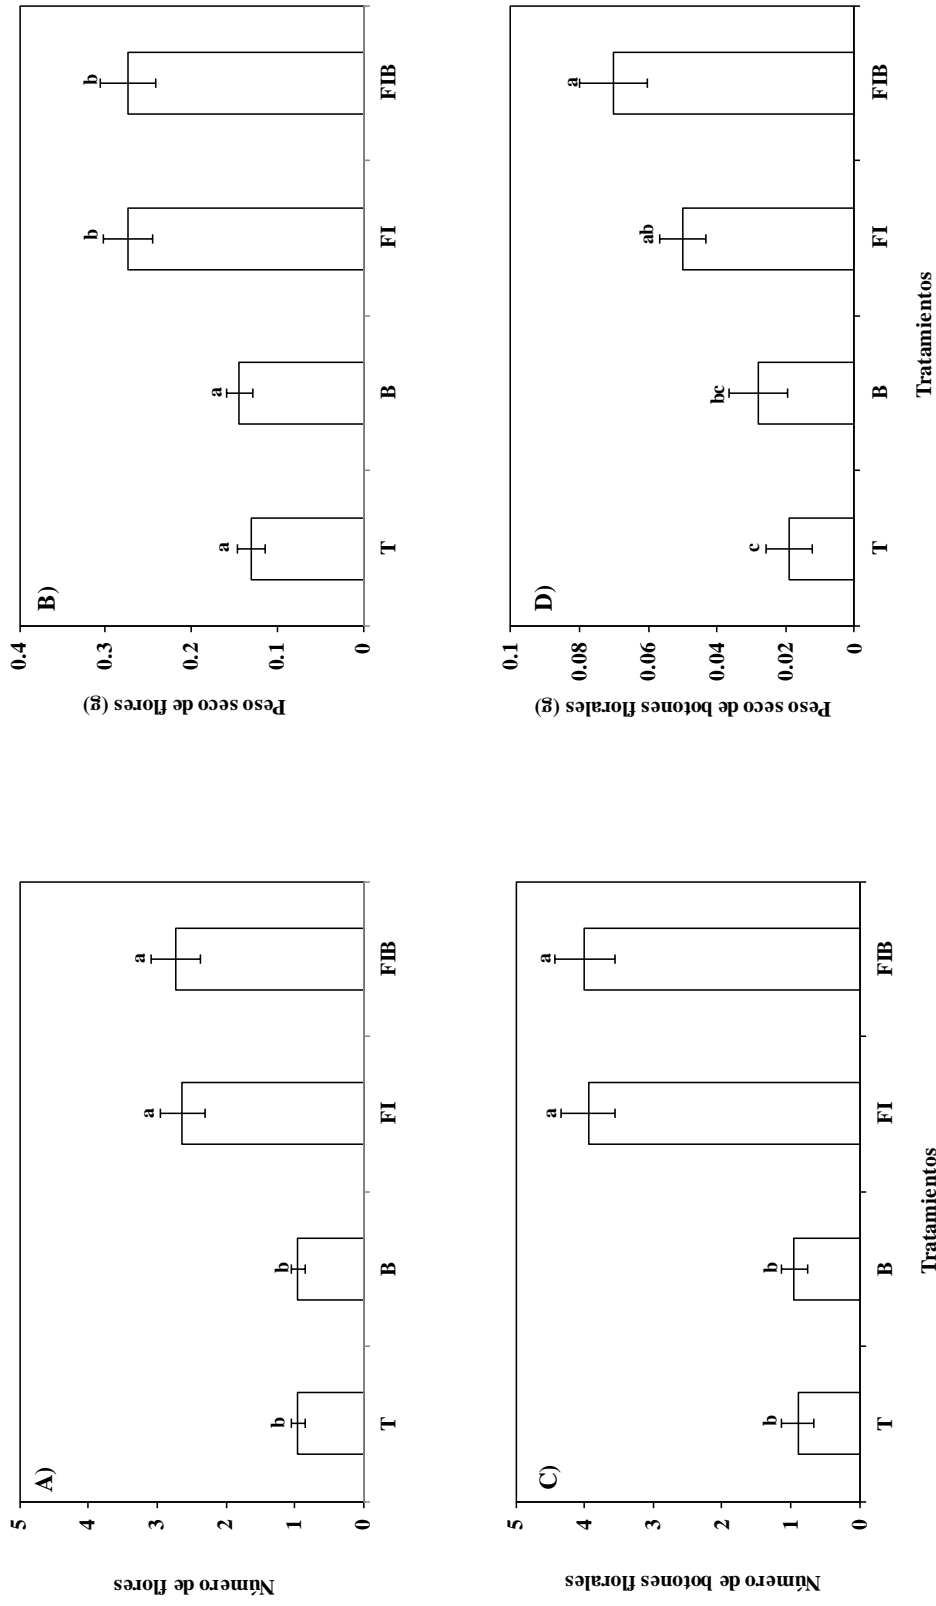 A)
Número de flores
5
4
3
2
1
0
b
b
a
a
T
B
FI
FIB
B)
Peso seco de flores (g)
0.4
0.3
0.2
0.1
0
a
a
b
b
T
B
FI
FIB
C)
Número de botones florales
5
4
3
2
1
0
b
b
a
a
T
B
FI
FIB
Tratamientos
D)
Peso seco de botones florales (g)
0.1
0.08
0.06
0.04
0.02
0
c
bc
ab
a
T
B
FI
FIB
Tratamientos